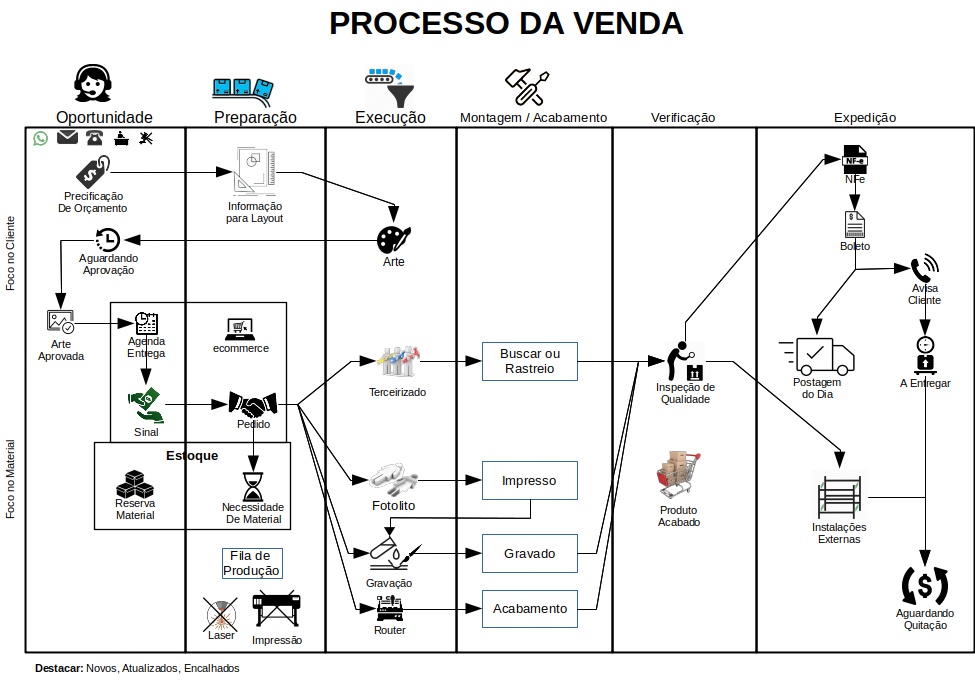 PROCESSO DA VENDA
Oportunidade
Preparação
Execução
Montagem / Acabamento
Verificação
Expedição
Foco no Cliente
Foco no Material
Precificação
De Orçamento
Informação
para Layout
Arte
Aguardando
Aprovação
Arte
Aprovada
Agenda
Entrega
ecommerce
Sinal
Pedido
Estoque
Reserva
Material
Necessidade
De Material
Fila de
Produção
Laser
Impressão
Terceirizado
Fotolito
Gravação
Router
Buscar ou
Rastreio
Impresso
Gravado
Acabamento
Inspeção de
Qualidade
Produto
Acabado
NF-e
NFe
Boleto
Avisa
Cliente
Postagem
do Dia
A Entregar
Instalações
Externas
Aguardando
Quitação
Destacar: Novos, Atualizados, Encalhados